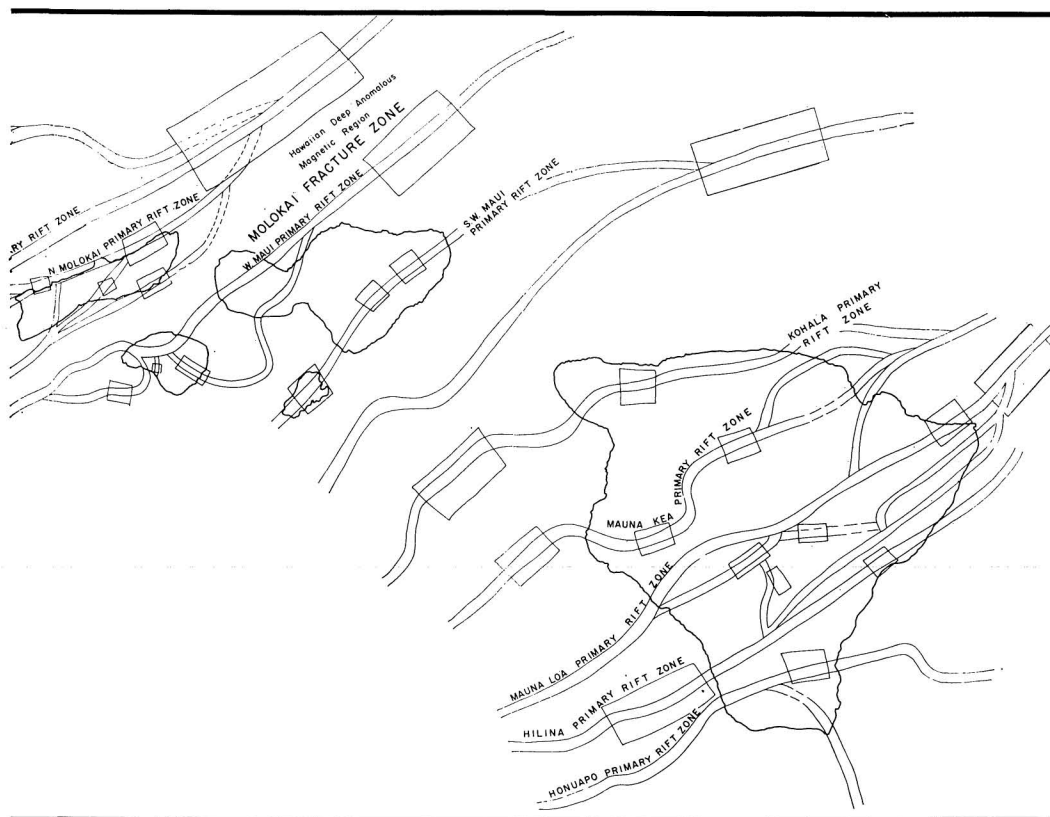 Hawaiian Deep Anomalous
Magnetic Region
MOLOKAI FRACTURE ZONE
W. MAUI PRIMARY RIFT ZONE
S.W. MAUI
PRIMARY RIFT ZONE
ARY RIFT ZONE
N MOLOKAI PRIMARY RIFT ZONE
KOHALA PRIMARY
RIFT ZONE
MAUNA KEA PRIMARY RIFT ZONE
MAUNA LOA PRIMARY RIFT ZONE
HILINA PRIMARY RIFT ZONE
HONUAPO PRIMARY RIFT ZONE